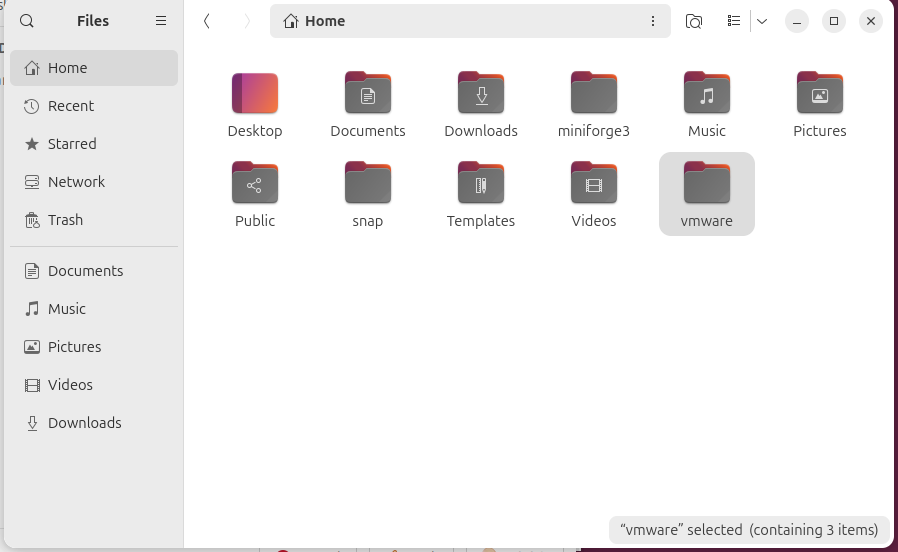 Files
Home
Home
Recent
Starred
Network
Trash
Documents
Music
Pictures
Videos
Downloads
Desktop
Documents
Downloads
miniforge3
Music
Pictures
Public
snap
Templates
Videos
vmware
“vmware” selected (containing 3 items)